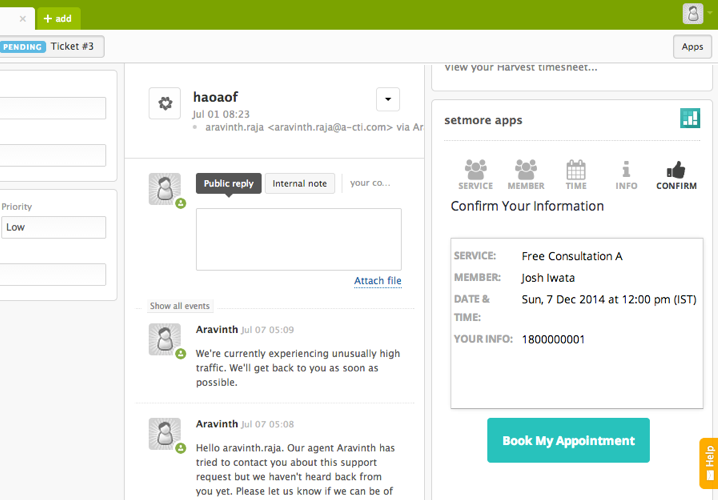 + add
PENDING Ticket #3
Apps
Priority
Low
haoaof
Jul 01 08:23
aravinth.raja <aravinth.raja@a-cti.com> via Ar
Public reply
Internal note
your co...
Attach file
Show all events
Aravinth Jul 07 05:09
We're currently experiencing unusually high
traffic. We'll get back to you as soon as
possible.
Aravinth Jul 07 05:08
Hello aravinth.raja. Our agent Aravinth has
tried to contact you about this support
request but we haven't heard back from
you yet. Please let us know if we can be of
View your Harvest timesheet...
setmore apps
SERVICE
MEMBER
TIME
INFO
CONFIRM
Confirm Your Information
SERVICE: Free Consultation A
MEMBER: Josh Iwata
DATE & Sun, 7 Dec 2014 at 12:00 pm (IST)
TIME:
YOUR INFO: 1800000001
Book My Appointment
Help